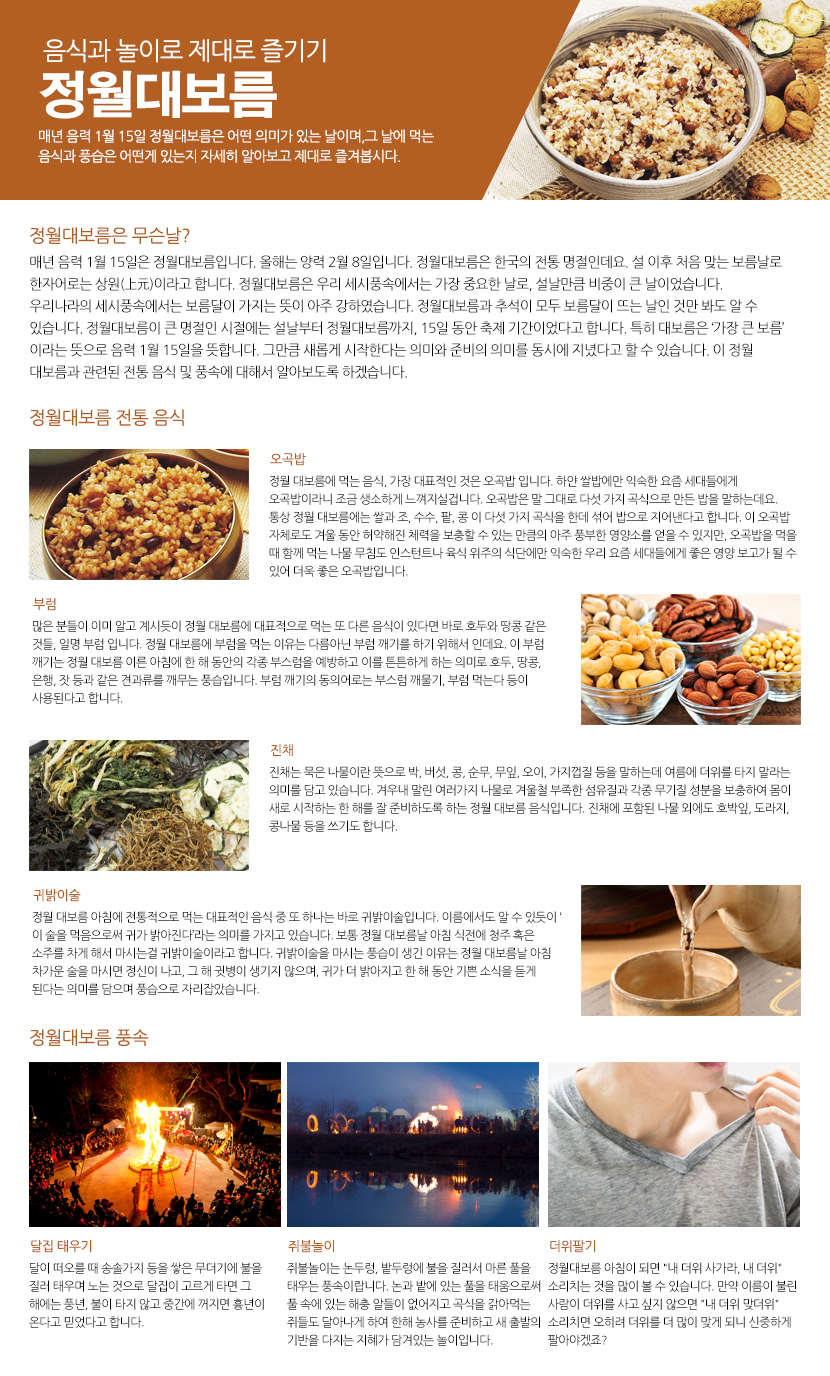 음식과 놀이로 제대로 즐기기
정월대보름
매년 음력 1월 15일 정월대보름은 어떤 의미가 있는 날이며,그 날에 먹는
음식과 풍습은 어떤게 있는지 자세히 알아보고 제대로 즐겨봅시다.
정월대보름은 무슨날?
매년 음력 1월 15일은 정월대보름입니다. 올해는 양력 2월 8일입니다. 정월대보름은 한국의 전통 명절인데요. 설 이후 처음 맞는 보름날로
한자어로는 상원(上元)이라고 합니다. 정월대보름은 우리 세시풍속에서는 가장 중요한 날로, 설날만큼 비중이 큰 날이었습니다.
우리나라의 세시풍속에서는 보름달이 가지는 뜻이 아주 강하였습니다. 정월대보름과 추석이 모두 보름달이 뜨는 날인 것만 봐도 알 수
있습니다. 정월대보름이 큰 명절인 시절에는 설날부터 정월대보름까지, 15일 동안 축제 기간이었다고 합니다. 특히 대보름은 ‘가장 큰 보름’
이라는 뜻으로 음력 1월 15일을 뜻합니다. 그만큼 새롭게 시작한다는 의미와 준비의 의미를 동시에 지녔다고 할 수 있습니다. 이 정월
대보름과 관련된 전통 음식 및 풍속에 대해서 알아보도록 하겠습니다.
정월대보름 전통 음식
오곡밥
정월 대보름에 먹는 음식, 가장 대표적인 것은 오곡밥 입니다. 하얀 쌀밥에만 익숙한 요즘 세대들에게
오곡밥이라니 조금 생소하게 느껴지실겁니다. 오곡밥은 말 그대로 다섯 가지 곡식으로 만든 밥을 말하는데요.
통상 정월 대보름에는 쌀과 조, 수수, 팥, 콩 이 다섯 가지 곡식을 한데 섞어 밥으로 지어낸다고 합니다. 이 오곡밥
자체로도 겨울 동안 허약해진 체력을 보충할 수 있는 만큼의 아주 풍부한 영양소를 얻을 수 있지만, 오곡밥을 먹을
때 함께 먹는 나물 무침도 인스턴트나 육식 위주의 식단에만 익숙한 우리 요즘 세대들에게 좋은 영양 보고가 될 수
있어 더욱 좋은 오곡밥입니다.
부럼
많은 분들이 이미 알고 계시듯이 정월 대보름에 대표적으로 먹는 또 다른 음식이 있다면 바로 호두와 땅콩 같은
것들, 일명 부럼 입니다. 정월 대보름에 부럼을 먹는 이유는 다름아닌 부럼 깨기를 하기 위해서 인데요. 이 부럼
깨기는 정월 대보름 이른 아침에 한 해 동안의 각종 부스럼을 예방하고 이를 튼튼하게 하는 의미로 호두, 땅콩,
은행, 잣 등과 같은 견과류를 깨무는 풍습입니다. 부럼 깨기의 동의어로는 부스럼 깨물기, 부럼 먹는다 등이
사용된다고 합니다.
진채
진채는 묵은 나물이란 뜻으로 박, 버섯, 콩, 순무, 무잎, 오이, 가지껍질 등을 말하는데 여름에 더위를 타지 말라는
의미를 담고 있습니다. 겨우내 말린 여러가지 나물로 겨울철 부족한 섬유질과 각종 무기질 성분을 보충하여 몸이
새로 시작하는 한 해를 잘 준비하도록 하는 정월 대보름 음식입니다. 진채에 포함된 나물 외에도 호박잎, 도라지,
콩나물 등을 쓰기도 합니다.
귀밝이술
정월 대보름 아침에 전통적으로 먹는 대표적인 음식 중 또 하나는 바로 귀밝이술입니다. 이름에서도 알 수 있듯이 ‘
이 술을 먹음으로써 귀가 밝아진다’라는 의미를 가지고 있습니다. 보통 정월 대보름날 아침 식전에 청주 혹은
소주를 차게 해서 마시는걸 귀밝이술이라고 합니다. 귀밝이술을 마시는 풍습이 생긴 이유는 정월 대보름날 아침
차가운 술을 마시면 정신이 나고, 그 해 귓병이 생기지 않으며, 귀가 더 밝아지고 한 해 동안 기쁜 소식을 듣게
된다는 의미를 담으며 풍습으로 자리잡았습니다.
정월대보름 풍속
달집 태우기
달이 떠오를 때 송솔가지 등을 쌓은 무더기에 불을
질러 태우며 노는 것으로 달집이 고르게 타면 그
해에는 풍년, 불이 타지 않고 중간에 꺼지면 흉년이
온다고 믿었다고 합니다.
쥐불놀이
쥐불놀이는 논두렁, 밭두렁에 불을 질러서 마른 풀을
태우는 풍속이랍니다. 논과 밭에 있는 풀을 태움으로써
풀 속에 있는 해충 알들이 없어지고 곡식을 갉아먹는
쥐들도 달아나게 하여 한해 농사를 준비하고 새 출발의
기반을 다지는 지혜가 담겨있는 놀이입니다.
더위팔기
정월대보름 아침이 되면 "내 더위 사가라, 내 더위"
소리치는 것을 많이 볼 수 있습니다. 만약 이름이 불린
사람이 더위를 사고 싶지 않으면 "내 더위 맞더위"
소리치면 오히려 더위를 더 많이 맞게 되니 신중하게
팔아야겠죠?